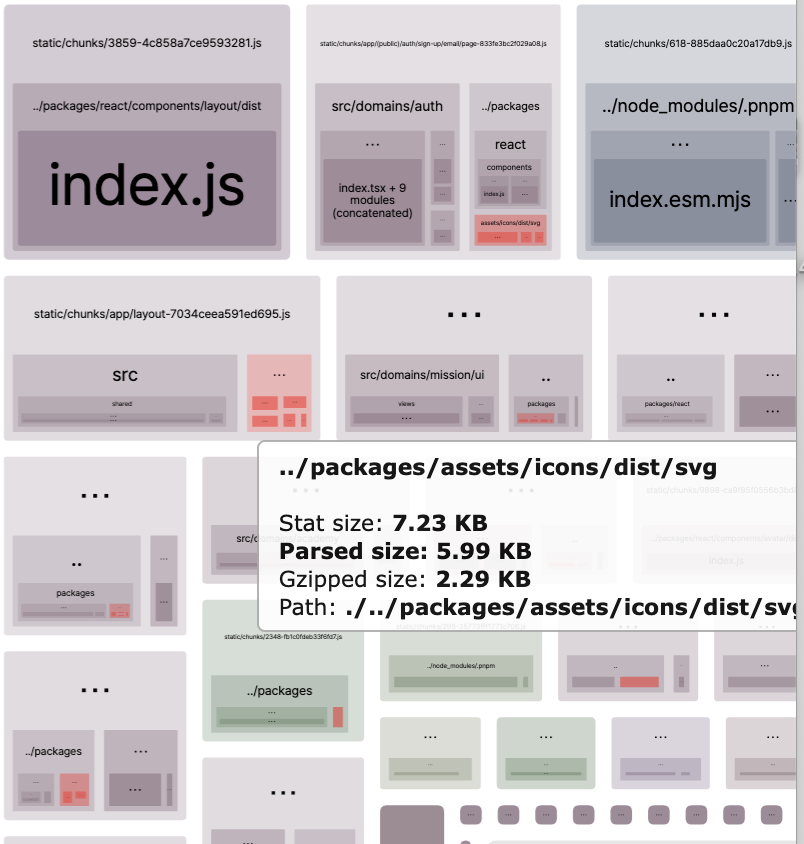 static/chunks/3859-4c858a7ce9593281.js
../packages/react/components/layout/dist
index.js
static/chunks/app/(public)/auth/sign-up/email/page-833fe3bc2f029a08.js
src/domains/auth
...
index.tsx + 9
modules
(concatenated)
../packages
react
components
index.js
...
assets/icons/dist/svg
...
static/chunks/618-885daa0c20a17db9.js
../node_modules/.pnpm
...
index.esm.mjs
...
static/chunks/app/layout-7034ceea591ed695.js
src
shared
...
...
src/domains/mission/ui
views
...
..
packages
...
..
packages/react
...
...
...
..
packages
...
../packages/assets/icons/dist/svg
Stat size: 7.23 KB
Parsed size: 5.99 KB
Gzipped size: 2.29 KB
Path: ./../packages/assets/icons/dist/svg
...
src/domains/academy
index.js
static/chunks/2348-fb1c0fdeb33f6fd7.js
../packages
...
...
../node_modules/.pnpm
..
...
...
../packages
...
...
...
...
...
...
...